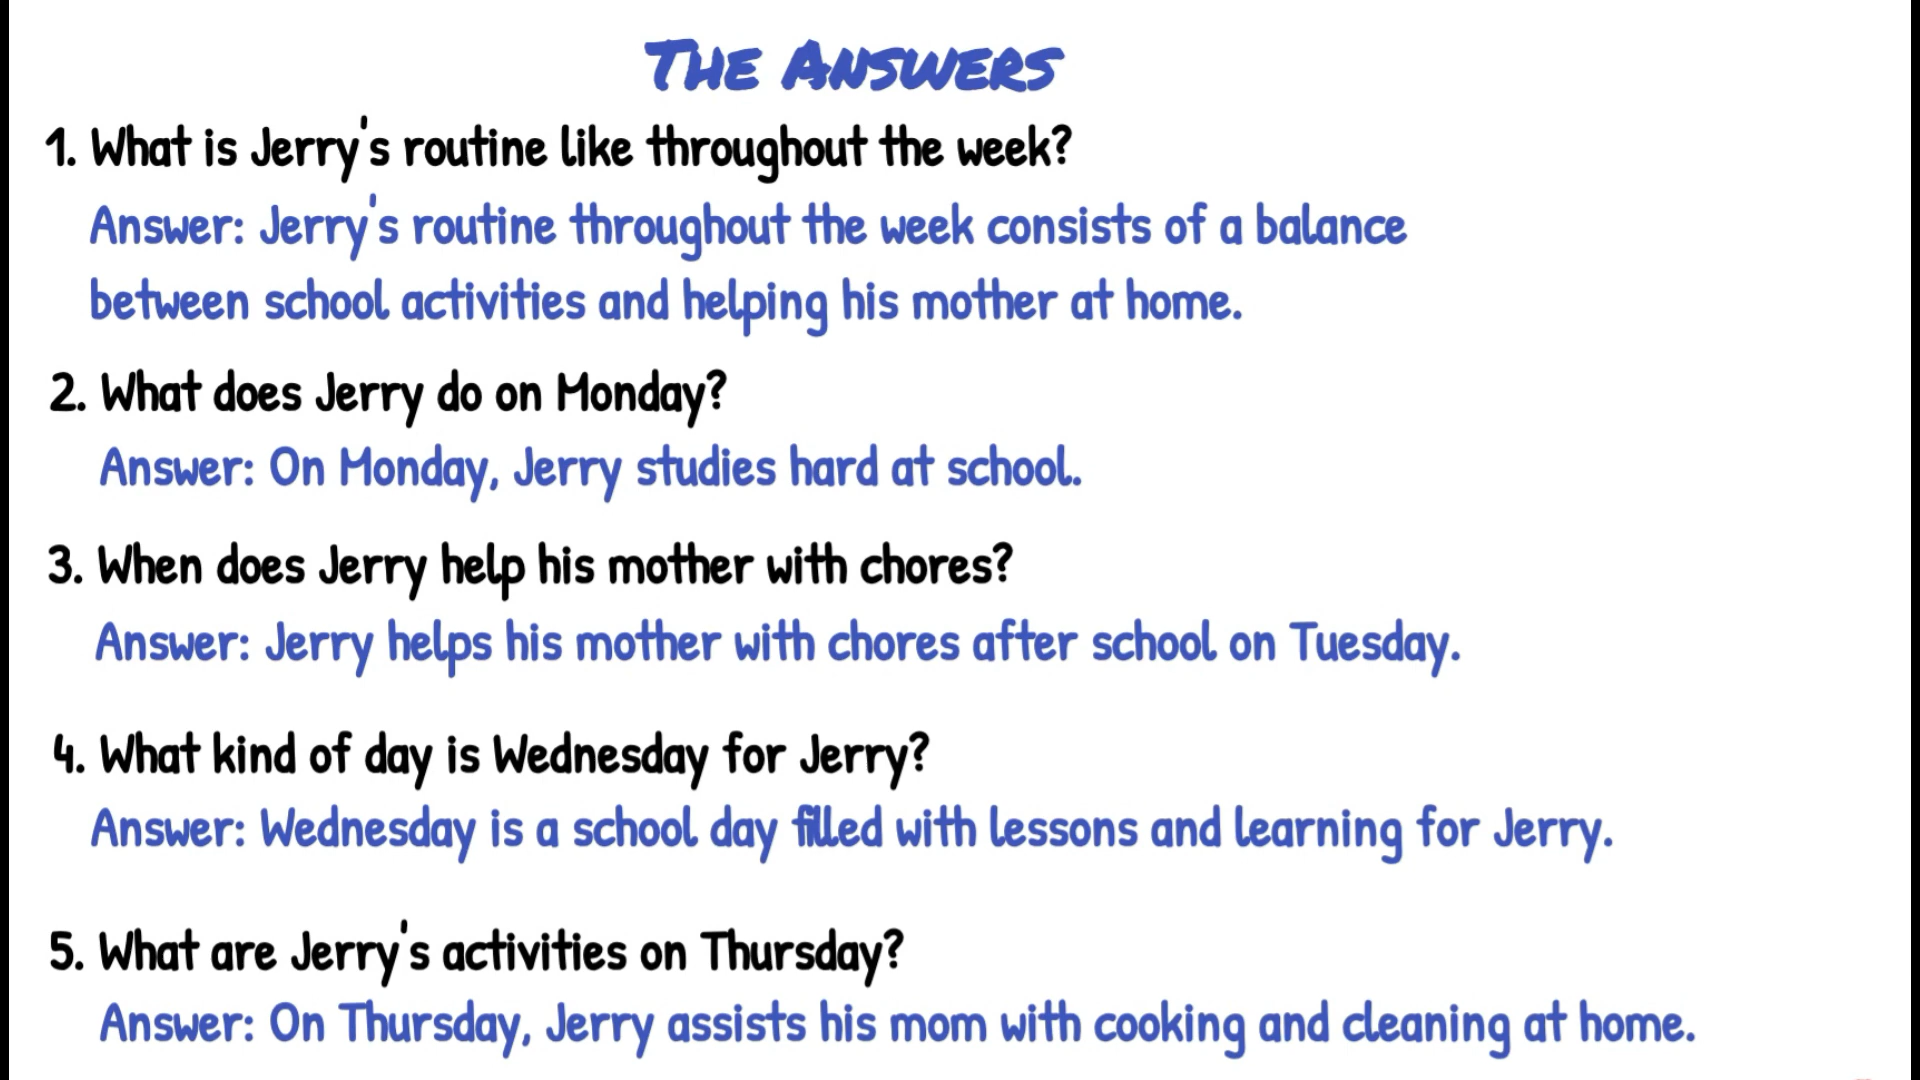 The Answers
1. What is Jerry's routine like throughout the week?
Answer: Jerry's routine throughout the week consists of a balance
between school activities and helping his mother at home.
2. What does Jerry do on Monday?
Answer: On Monday, Jerry studies hard at school.
3. When does Jerry help his mother with chores?
Answer: Jerry helps his mother with chores after school on Tuesday.
4. What kind of day is Wednesday for Jerry?
Answer: Wednesday is a school day filled with lessons and learning for Jerry.
5. What are Jerry's activities on Thursday?
Answer: On Thursday, Jerry assists his mom with cooking and cleaning at home.